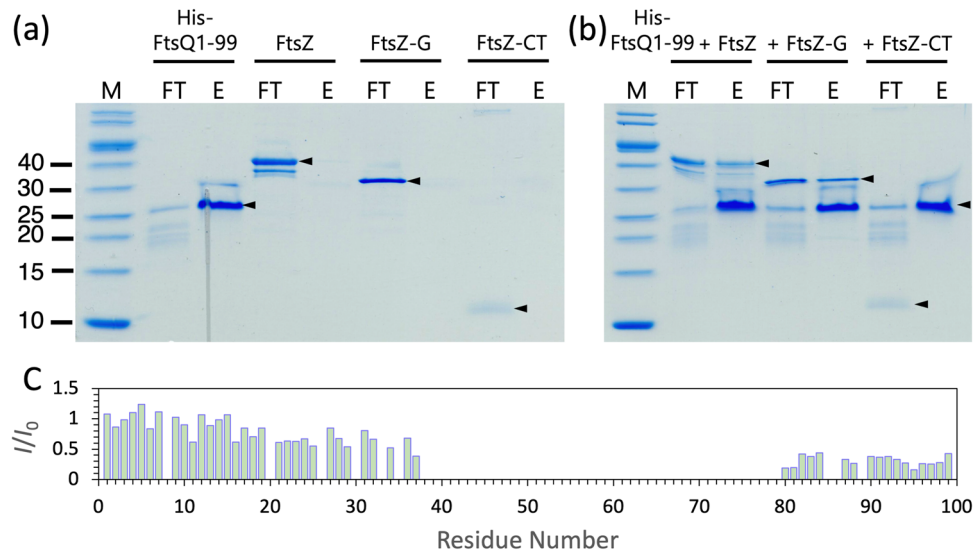 (a)
His-
FtsQ1-99 FtsZ FtsZ-G FtsZ-CT
M FT E FT E FT E FT E
40
30
25
20
15
10
(b)
His-
FtsQ1-99 + FtsZ + FtsZ-G + FtsZ-CT
M FT E FT E FT E
C
I/I0
1.5
1
0.5
0
0 10 20 30 40 50 60 70 80 90 100
Residue Number